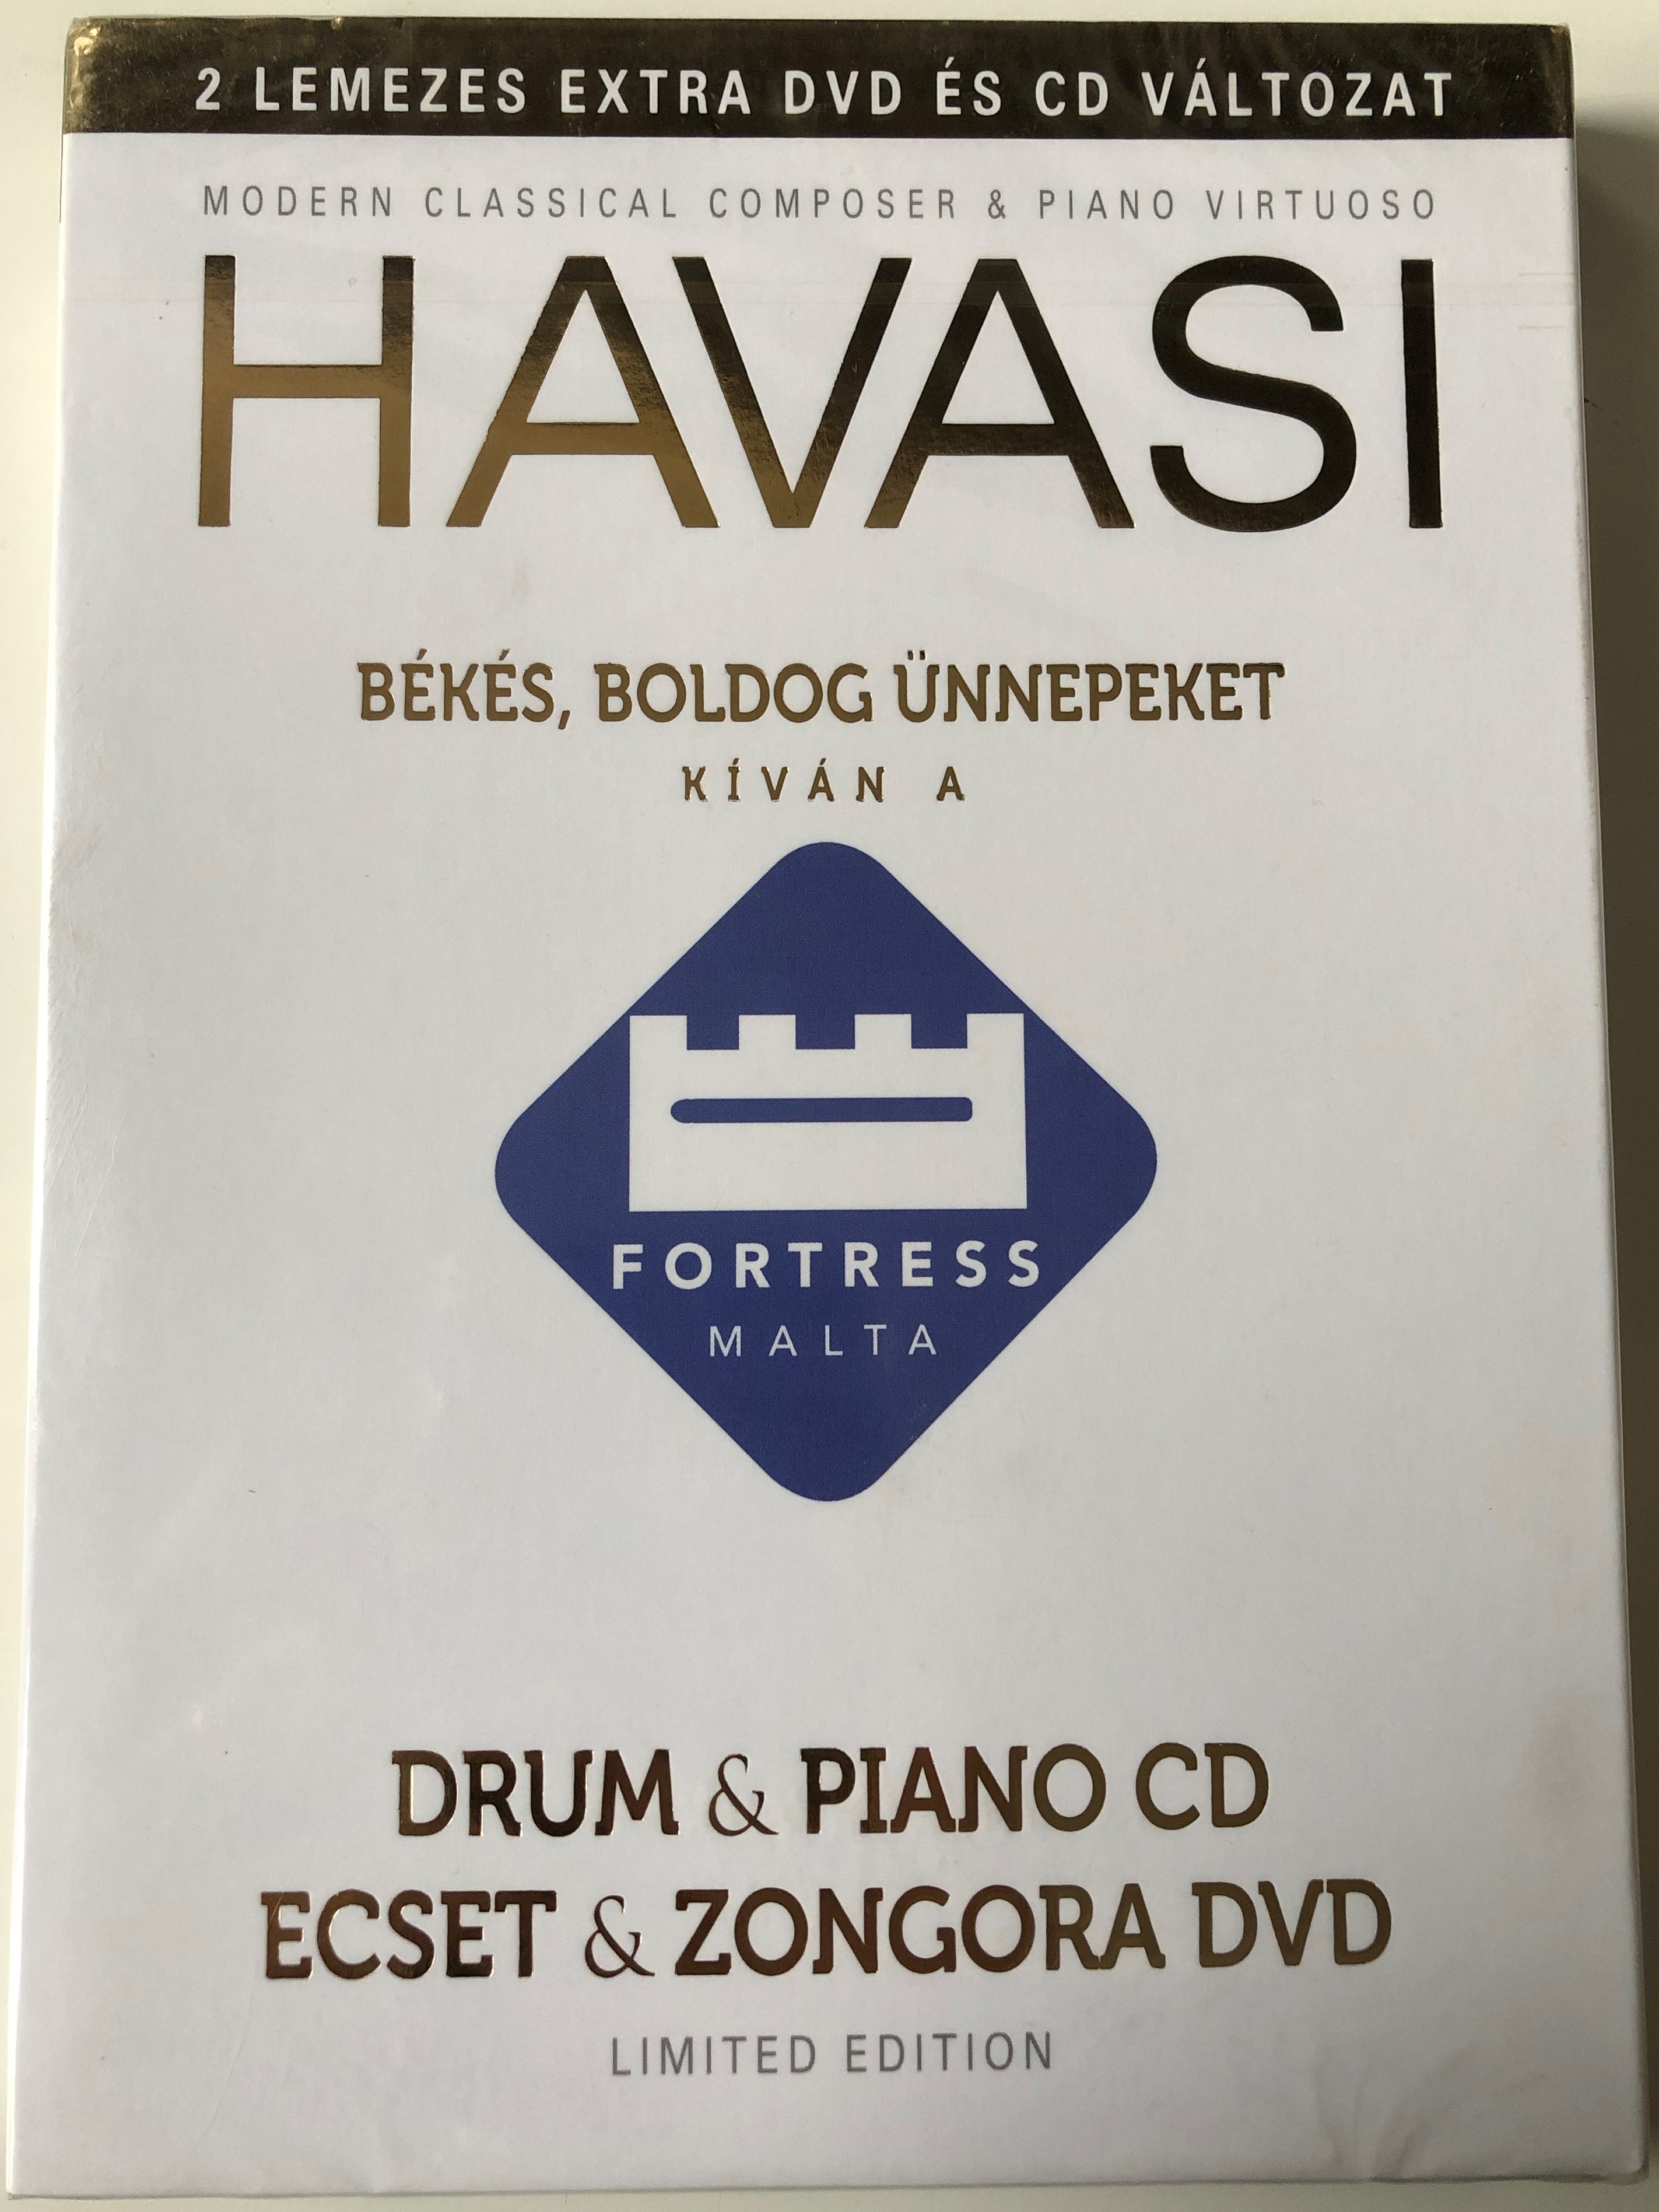 2 LEMEZES EXTRA DVD ÉS CD VÁLTOZAT
MODERN CLASSICAL COMPOSER & PIANO VIRTUOSO
HAVASI
BÉKÉS, BOLDOG ÜNNEPEKET
KÍVÁN A
FORTRESS
MALTA
DRUM & PIANO CD
ECSET & ZONGORA DVD
LIMITED EDITION